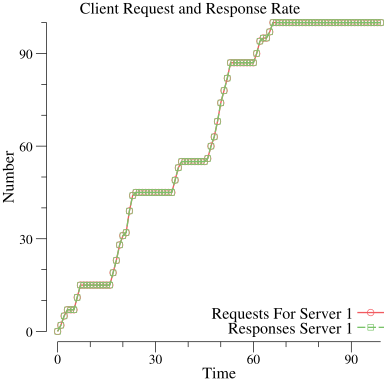 Client Request and Response Rate
90
60
30
0
Number
0 30 60 90
Time
Requests For Server 1
Responses Server 1